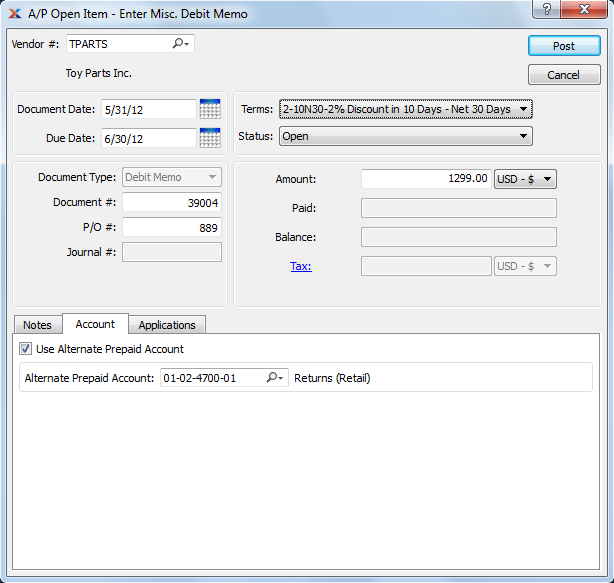 A/P Open Item - Enter Misc. Debit Memo
?
Vendor #: TPARTS
Post
Toy Parts Inc.
Cancel
Document Date: 5/31/12
Terms: 2-10N30-2% Discount in 10 Days - Net 30 Days
Due Date: 6/30/12
Status: Open
Document Type: Debit Memo
Amount: 1299.00 USD - $
Document #: 39004
Paid:
P/O #: 889
Balance:
Journal #:
Tax: USD - $
Notes Account Applications
Use Alternate Prepaid Account
Alternate Prepaid Account: 01-02-4700-01 Returns (Retail)